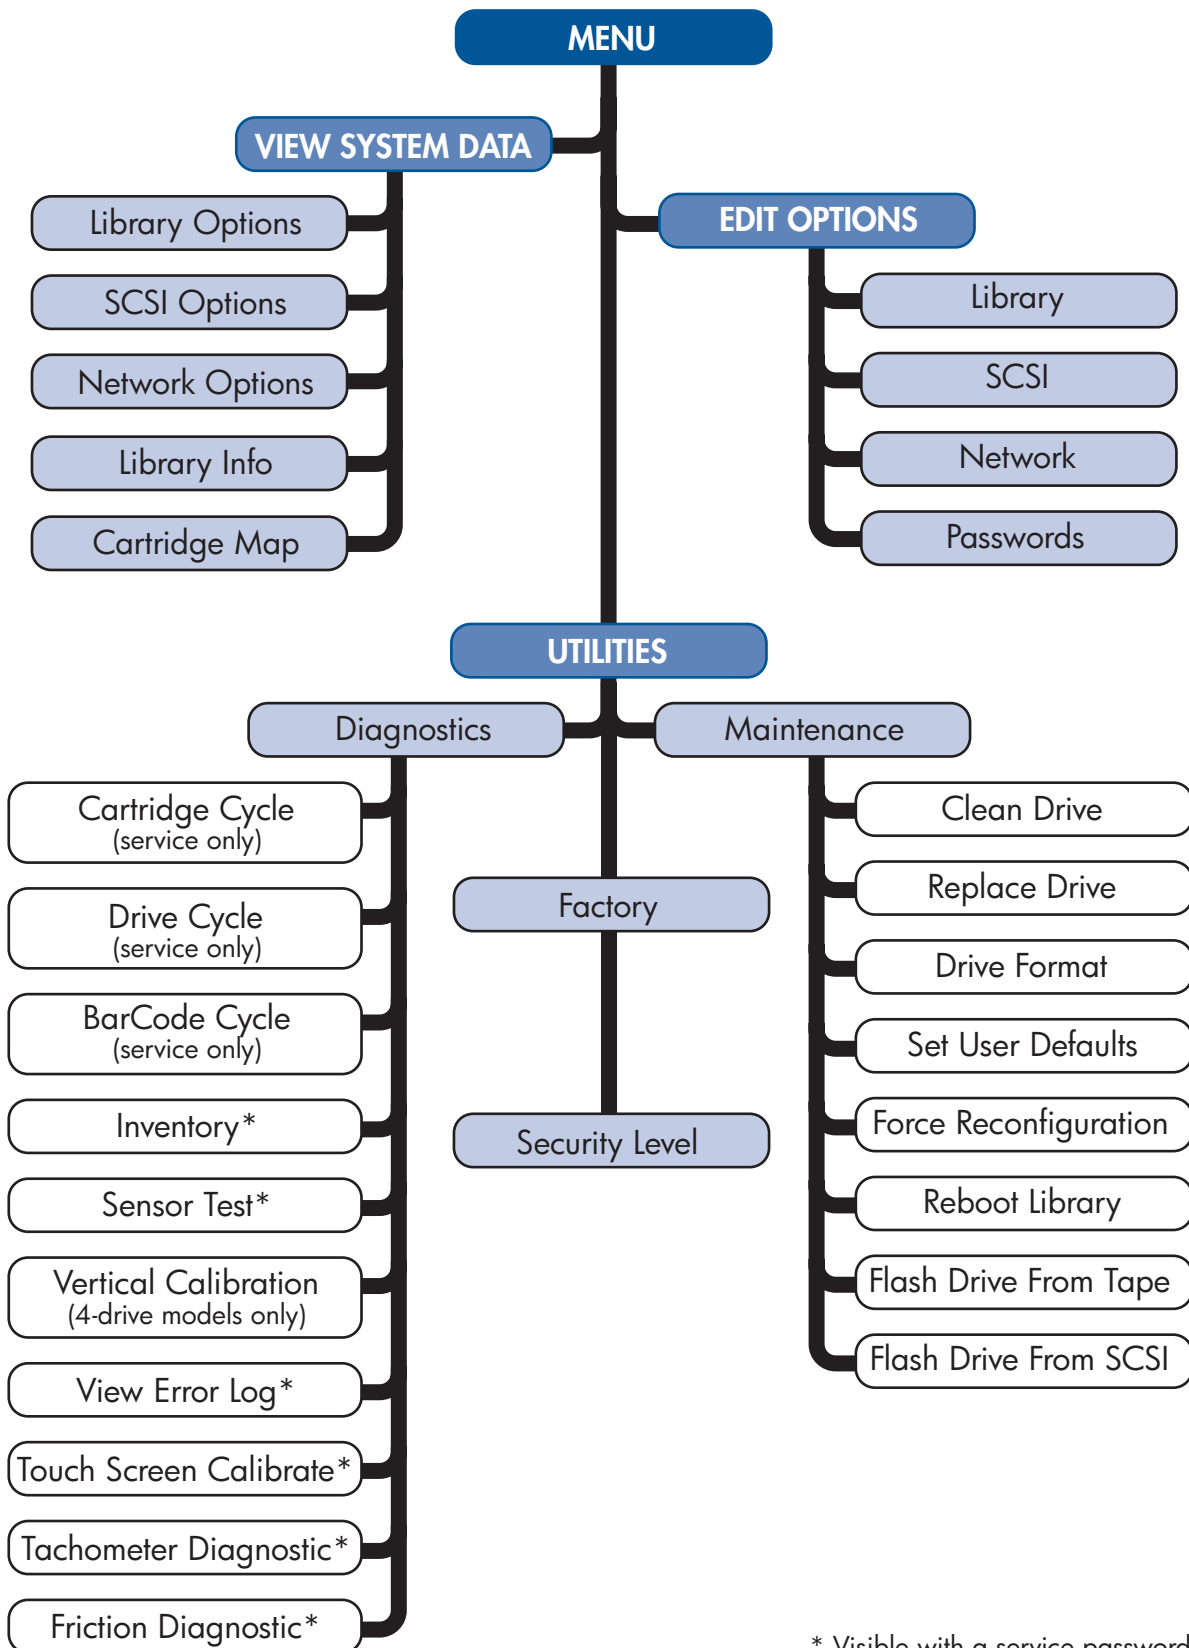 MENU
VIEW SYSTEM DATA
Library Options
SCSI Options
Network Options
Library Info
Cartridge Map
EDIT OPTIONS
Library
SCSI
Network
Passwords
UTILITIES
Diagnostics
Cartridge Cycle
(service only)
Drive Cycle
(service only)
BarCode Cycle
(service only)
Inventory*
Sensor Test*
Vertical Calibration
(4-drive models only)
View Error Log*
Touch Screen Calibrate*
Tachometer Diagnostic*
Friction Diagnostic*
Factory
Security Level
Maintenance
Clean Drive
Replace Drive
Drive Format
Set User Defaults
Force Reconfiguration
Reboot Library
Flash Drive From Tape
Flash Drive From SCSI
* Visible with a service password